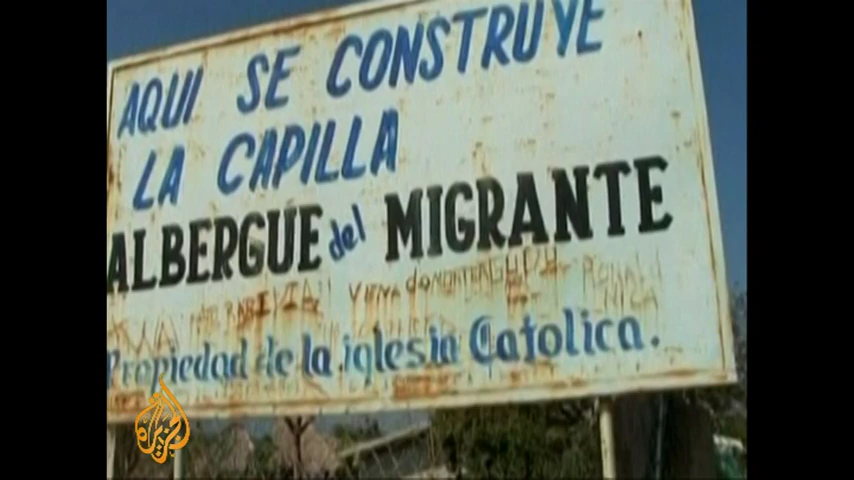 AQUI SE CONSTRUYE
LA CAPILLA
ALBERGUE del MIGRANTE
Propiedad de la iglesia Catolica.